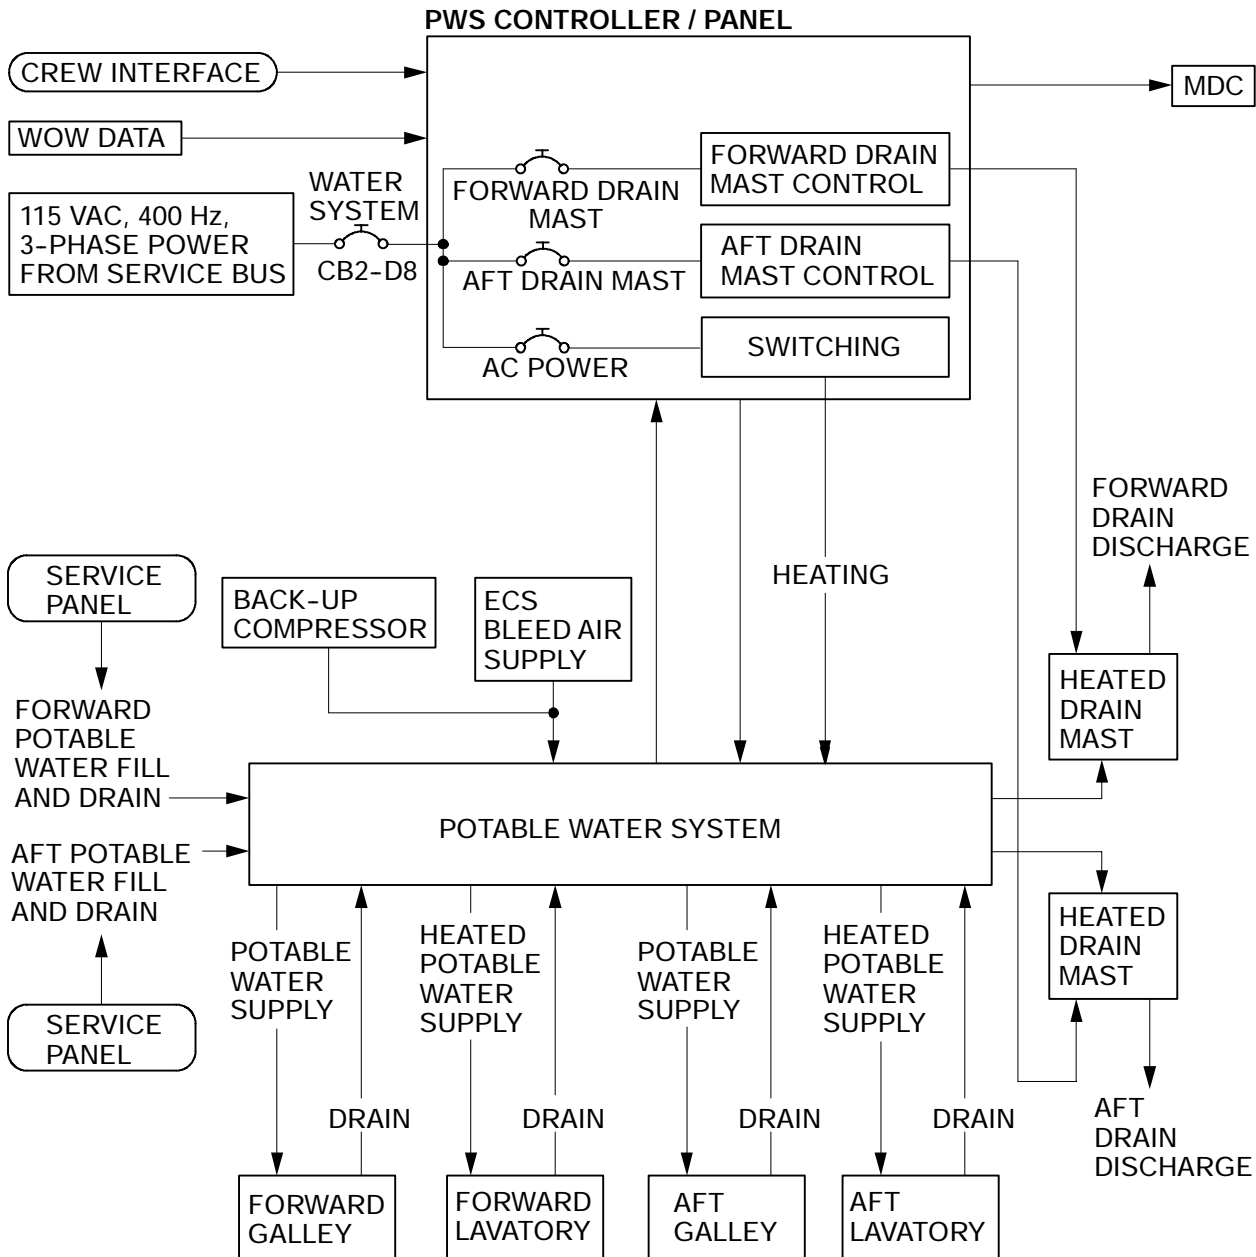 PWS CONTROLLER / PANEL
CREW INTERFACE
MDC
WOW DATA
115 VAC, 400 Hz,
3-PHASE POWER
FROM SERVICE BUS
WATER
SYSTEM
CB2-D8
FORWARD DRAIN
MAST
FORWARD DRAIN
MAST CONTROL
AFT DRAIN MAST
AFT DRAIN
MAST CONTROL
AC POWER
SWITCHING
FORWARD
DRAIN
DISCHARGE
HEATING
SERVICE
PANEL
BACK-UP
COMPRESSOR
ECS
BLEED AIR
SUPPLY
HEATED
DRAIN
MAST
FORWARD
POTABLE
WATER FILL
AND DRAIN
POTABLE WATER SYSTEM
AFT POTABLE
WATER FILL
AND DRAIN
HEATED
DRAIN
MAST
SERVICE
PANEL
POTABLE
WATER
SUPPLY
HEATED
POTABLE
WATER
SUPPLY
POTABLE
WATER
SUPPLY
HEATED
POTABLE
WATER
SUPPLY
DRAIN
DRAIN
DRAIN
DRAIN
AFT
DRAIN
DISCHARGE
FORWARD
GALLEY
FORWARD
LAVATORY
AFT
GALLEY
AFT
LAVATORY